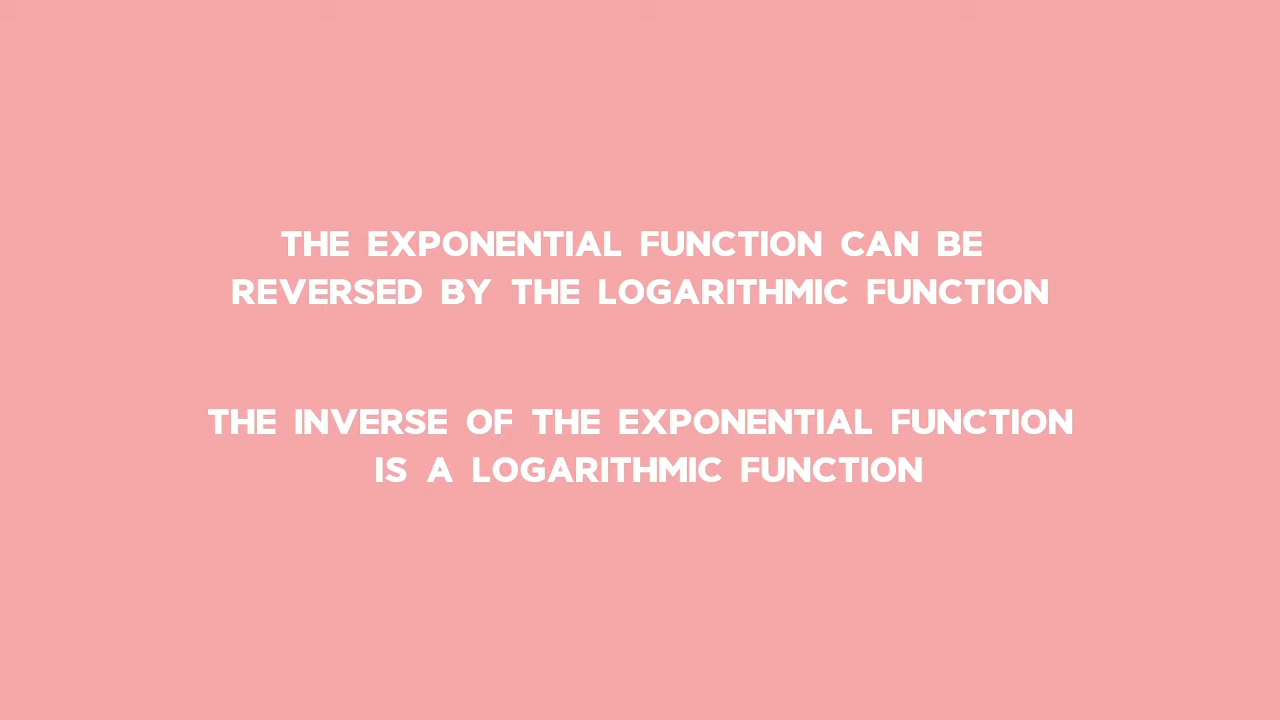 THE EXPONENTIAL FUNCTION CAN BE
REVERSED BY THE LOGARITHMIC FUNCTION
THE INVERSE OF THE EXPONENTIAL FUNCTION
IS A LOGARITHMIC FUNCTION